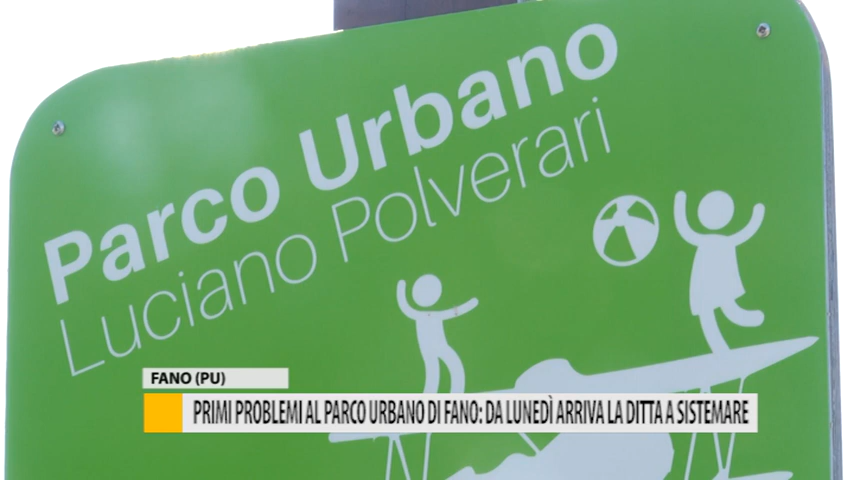 Parco Urbano
Luciano Polverari
FANO (PU)
PRIMI PROBLEMI AL PARCO URBANO DI FANO: DA LUNEDÌ ARRIVA LA DITTA A SISTEMARE